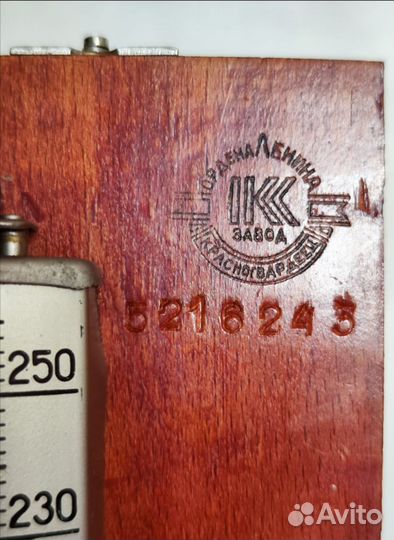 ОРДЕНА ЛЕНИНА
КК
ЗАВОД
КРАСНОГВАРДЕЕЦ
5216243
250
230
Avito